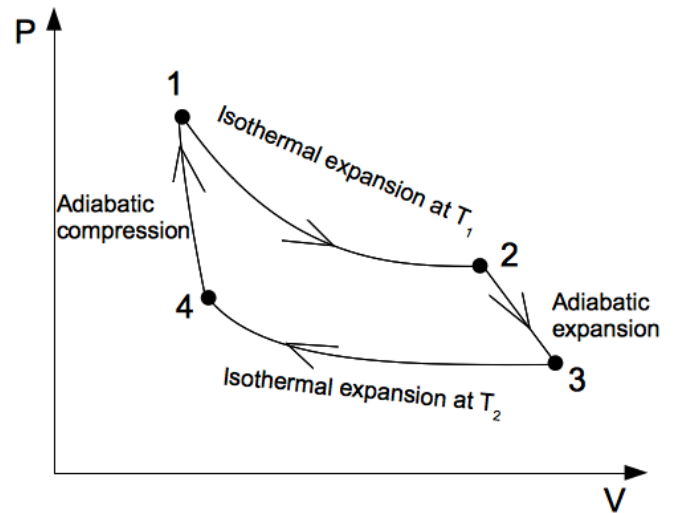 P
1
Isothermal expansion at T₁
Adiabatic
compression
2
4
Adiabatic
expansion
3
Isothermal expansion at T₂
V